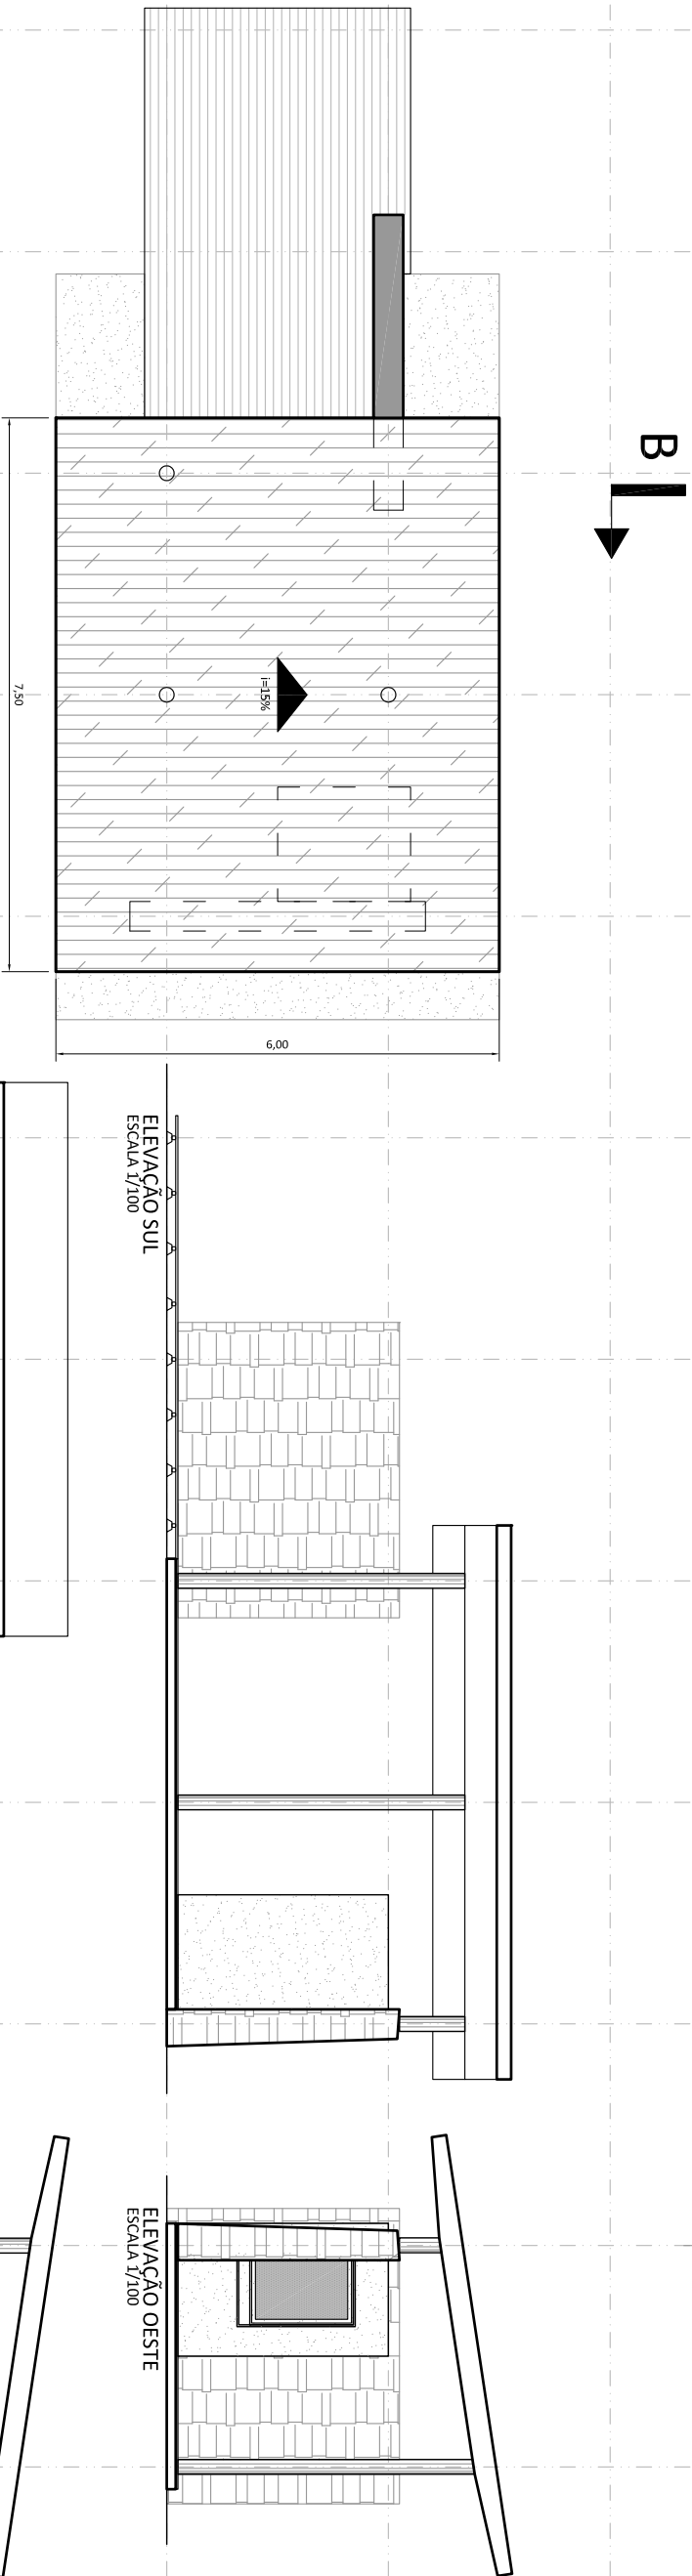 B
i=15%
7,50
6,00
ELEVAÇÃO SUL
ESCALA 1/100
ELEVAÇÃO OESTE
ESCALA 1/100